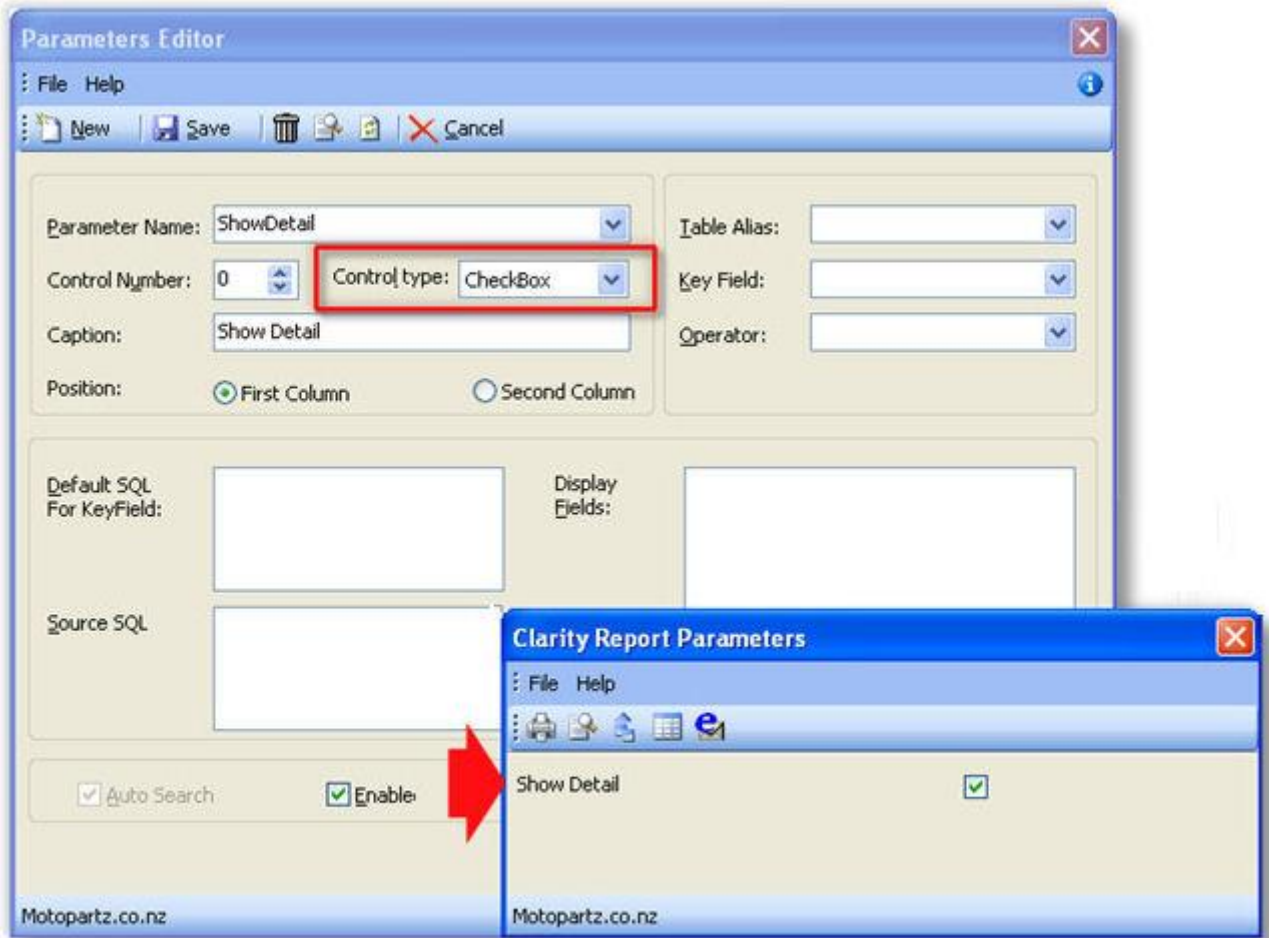 Parameters Editor
File Help
New Save Cancel
Parameter Name: ShowDetail
Table Alias:
Control Number: 0 Control type: CheckBox
Key Field:
Caption: Show Detail
Operator:
Position: First Column Second Column
Default SQL
For KeyField:
Display
Fields:
Source SQL
Auto Search Enable
Motopartz.co.nz
Clarity Report Parameters
File Help
Show Detail
Motopartz.co.nz